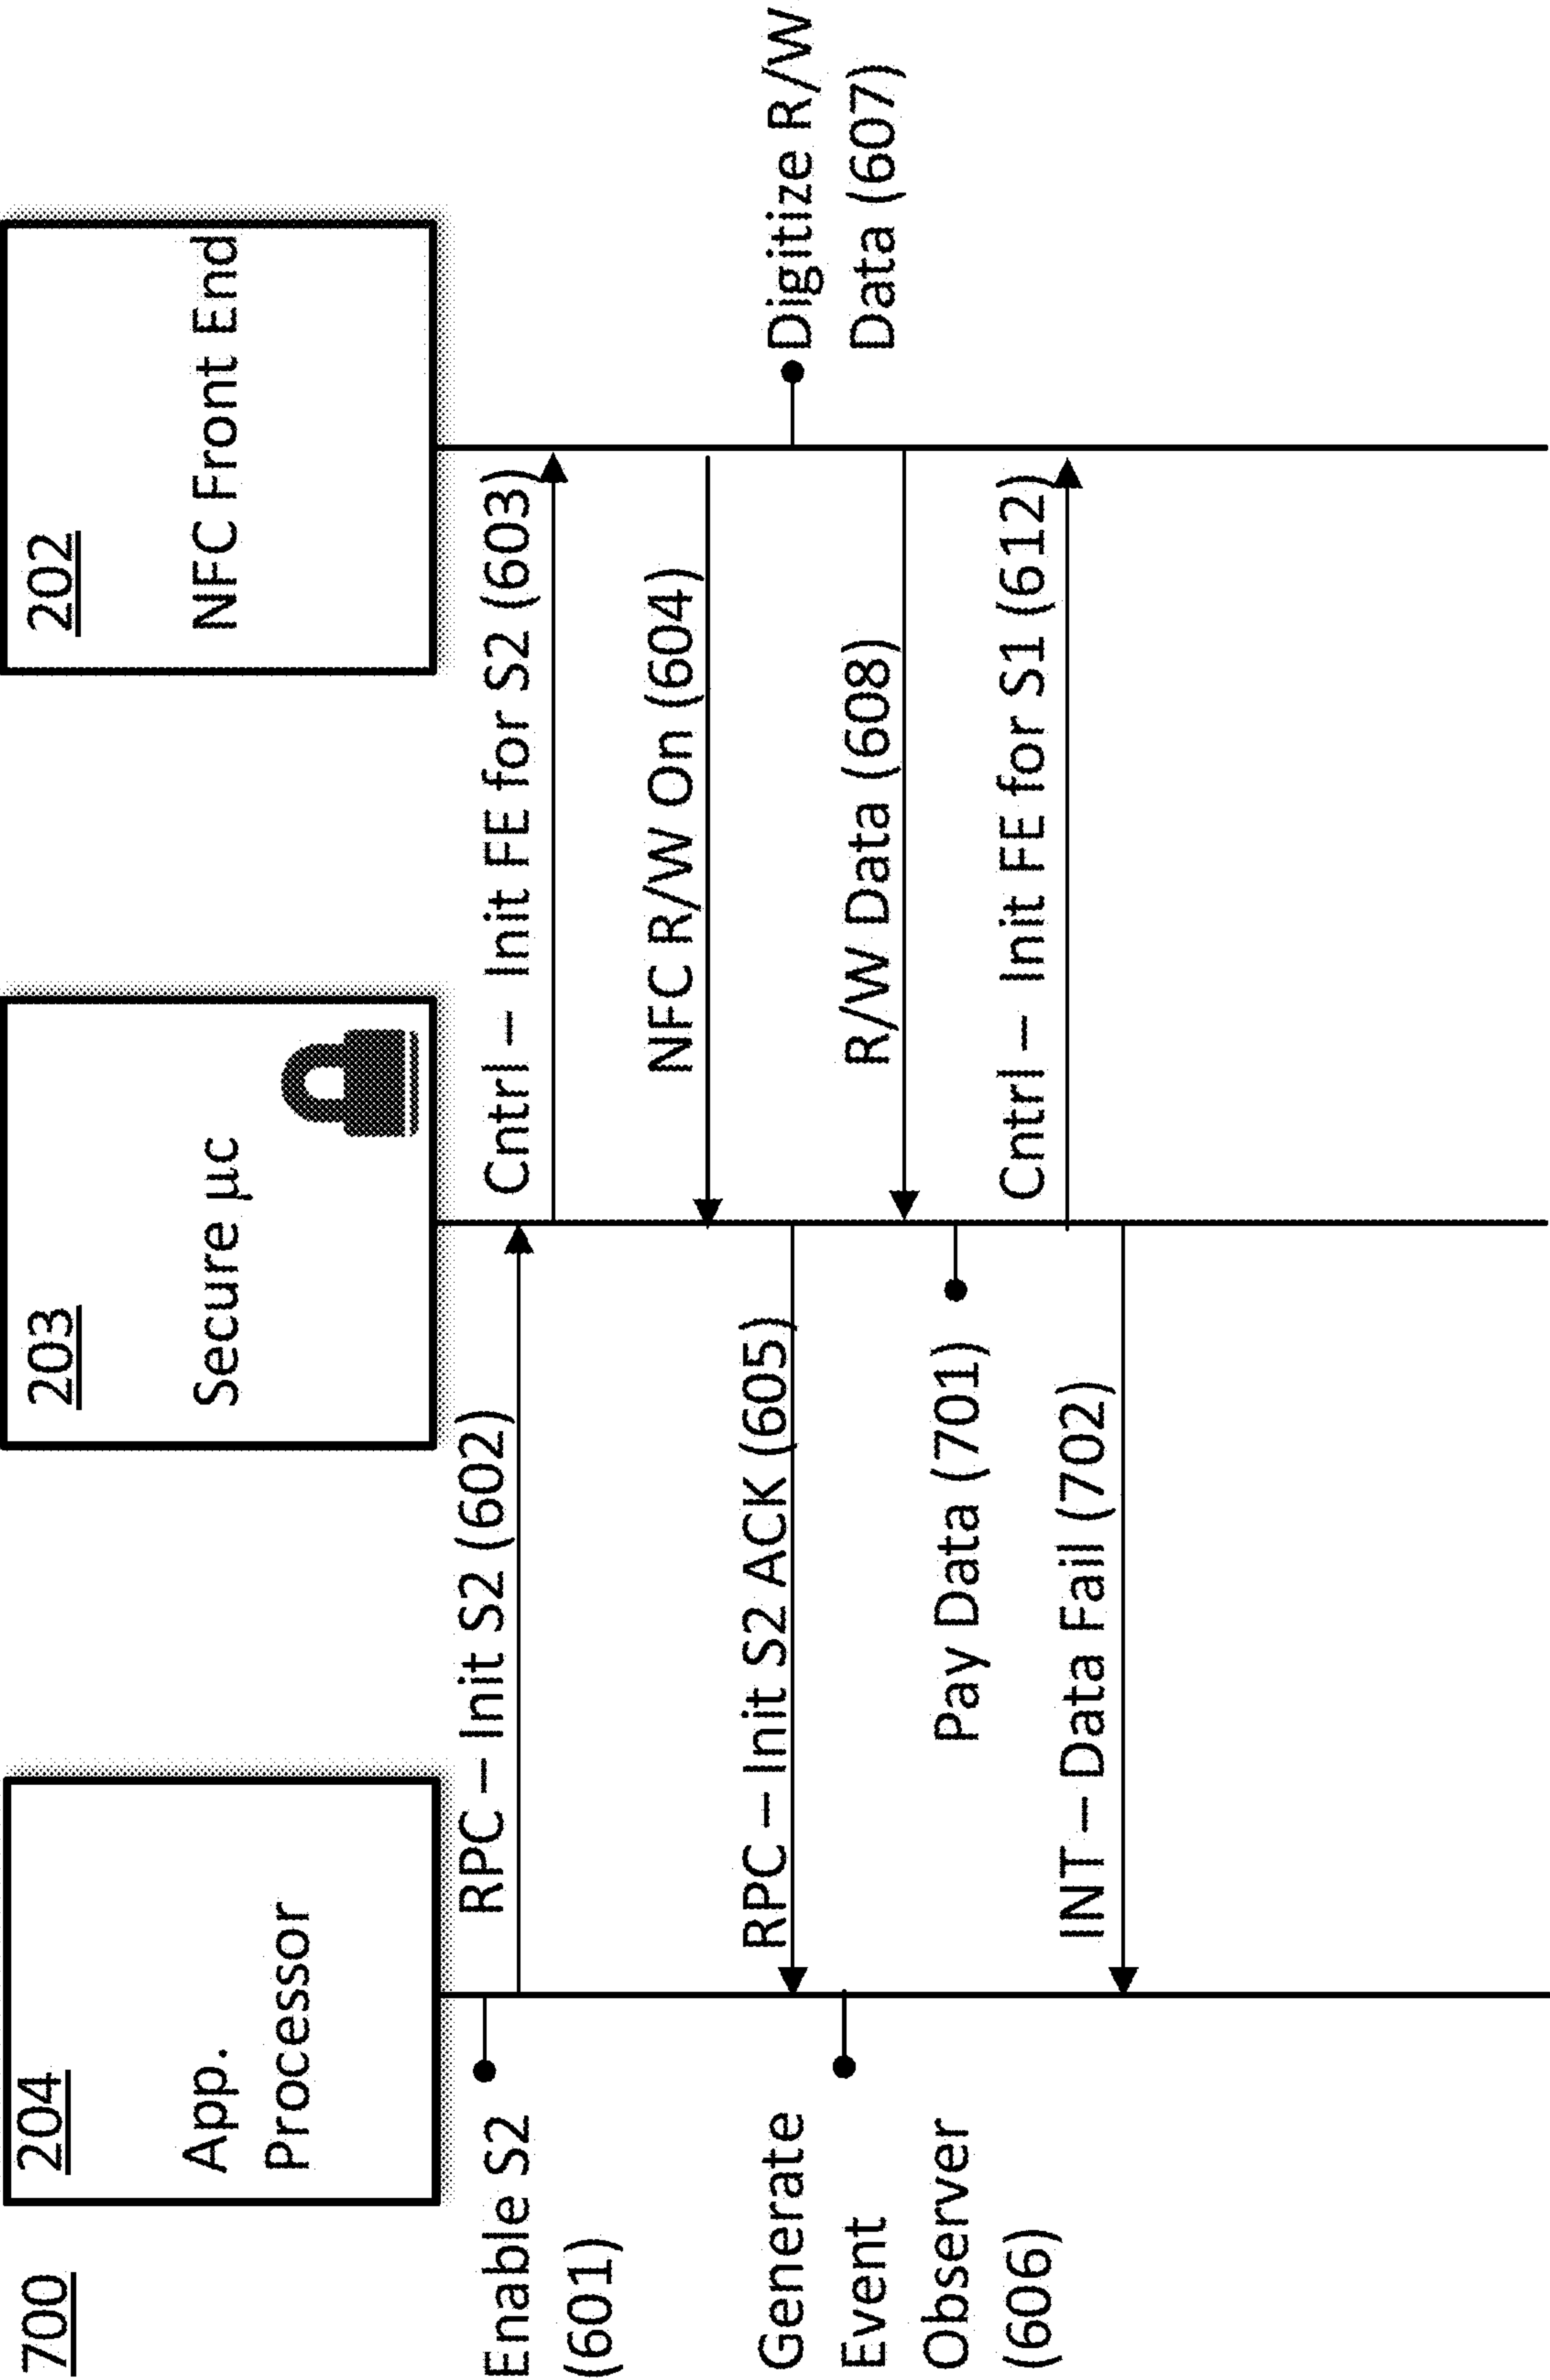 700
204
App.
Processor
203
Secure µc
202
NFC Front End
Enable S2
(601)
RPC – Init S2 (602)
Cntrl – Init FE for S2 (603)
NFC R/W On (604)
RPC – Init S2 ACK (605)
Generate
Event
Observer
(606)
Digitize R/W
Data (607)
R/W Data (608)
Pay Data (701)
Cntrl – Init FE for S1 (612)
INT – Data Fail (702)